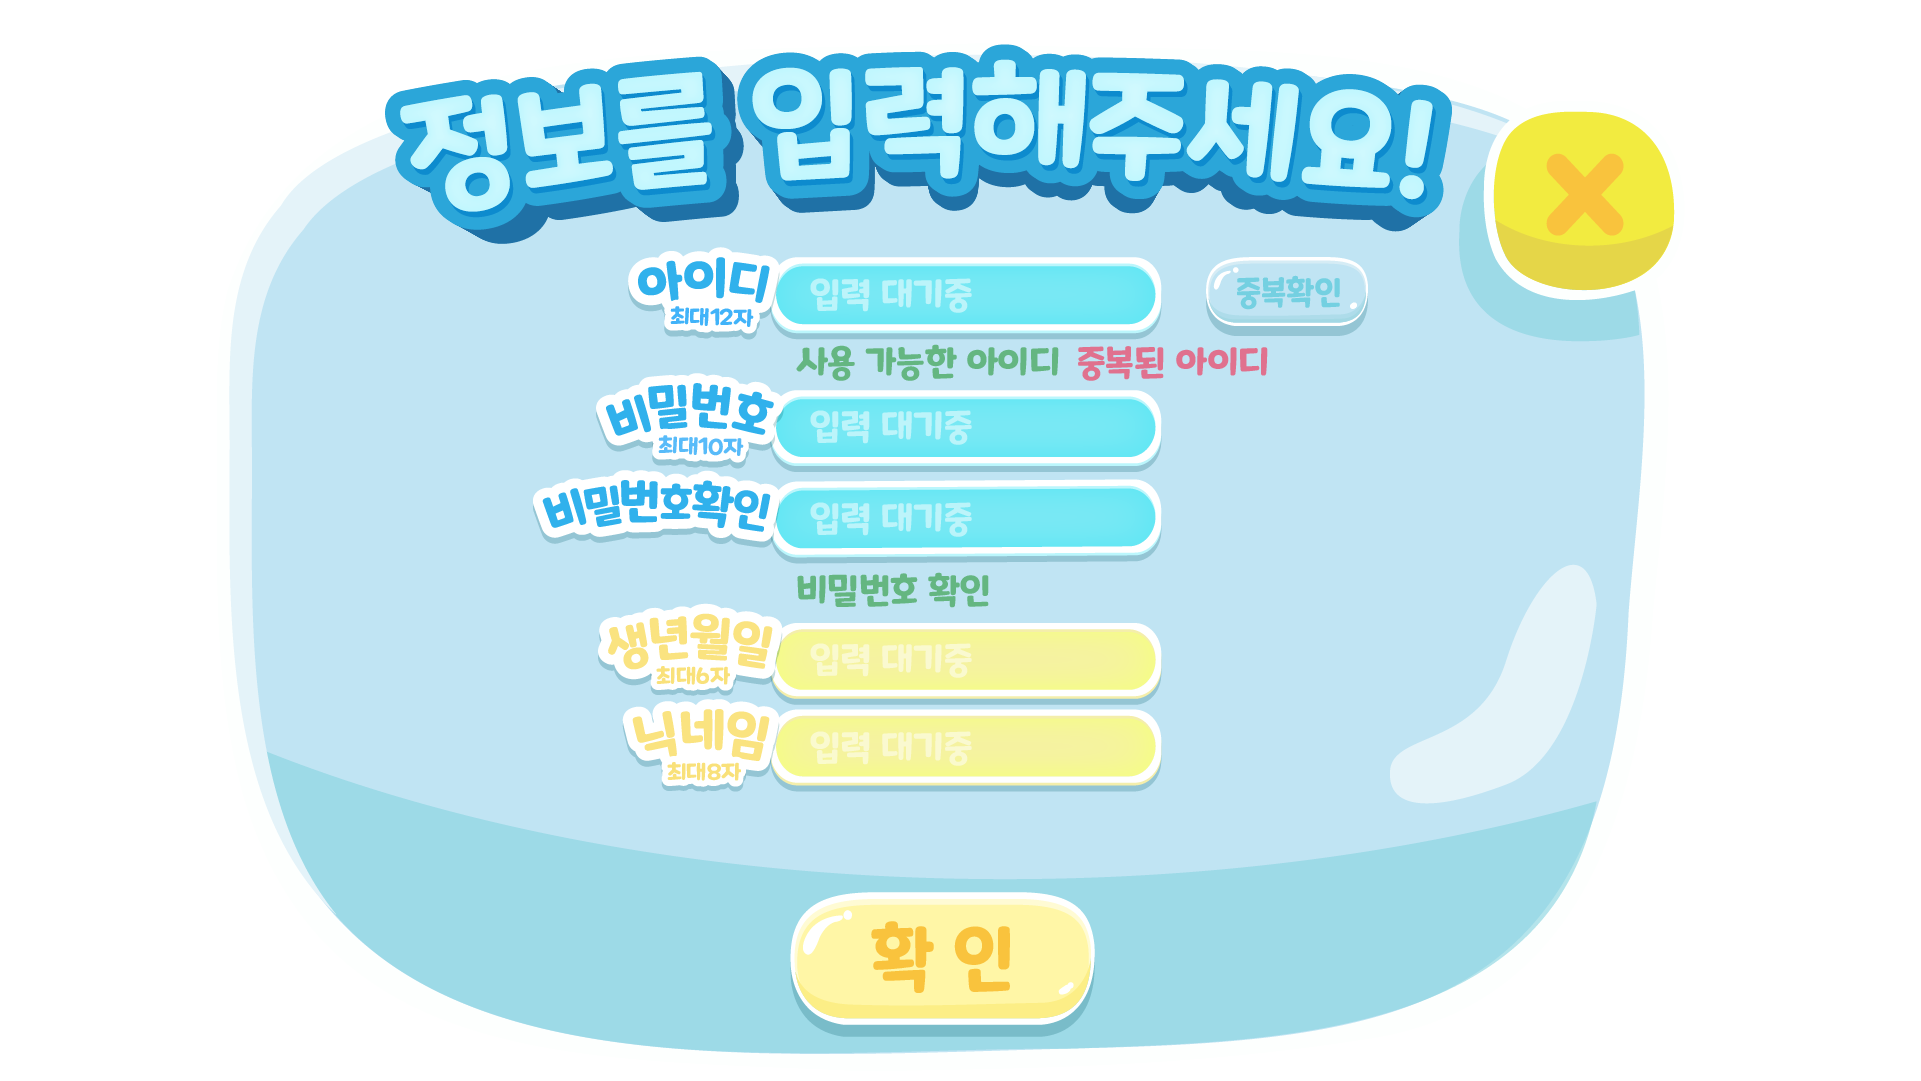 정보를 입력해주세요!
아이디 입력 대기중 중복확인
최대12자
사용 가능한 아이디 중복된 아이디
비밀번호 입력 대기중
최대10자
비밀번호확인 입력 대기중
비밀번호 확인
생년월일 입력 대기중
최대6자
닉네임 입력 대기중
최대8자
확 인